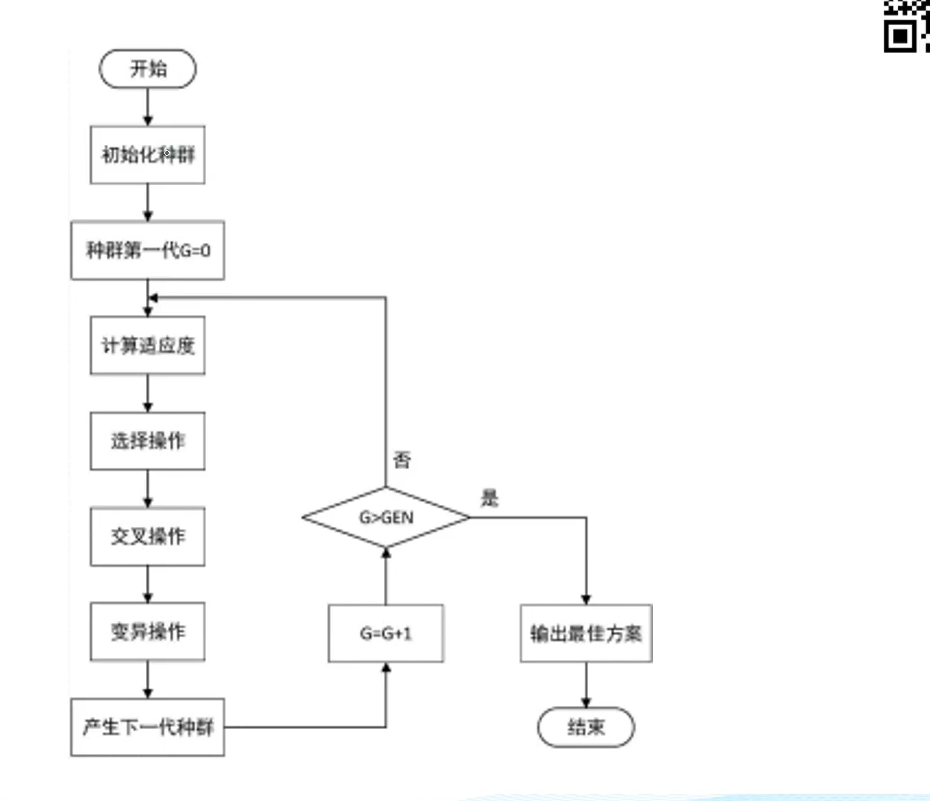 开始
初始化种群
种群第一代G=0
计算适应度
选择操作
交叉操作
变异操作
产生下一代种群
G=G+1
G>GEN
否
是
输出最佳方案
结束